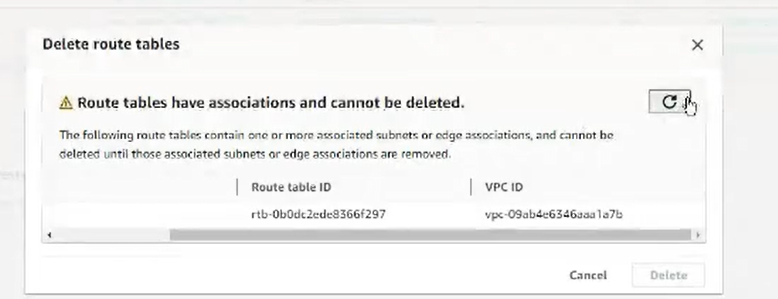 Delete route tables
Route tables have associations and cannot be deleted.
The following route tables contain one or more associated subnets or edge associations, and cannot be
deleted until those associated subnets or edge associations are removed.
Route table ID VPC ID
rtb-0b0dc2ede8366f297 vpc-09ab4e6346aaa1a7b
Cancel Delete